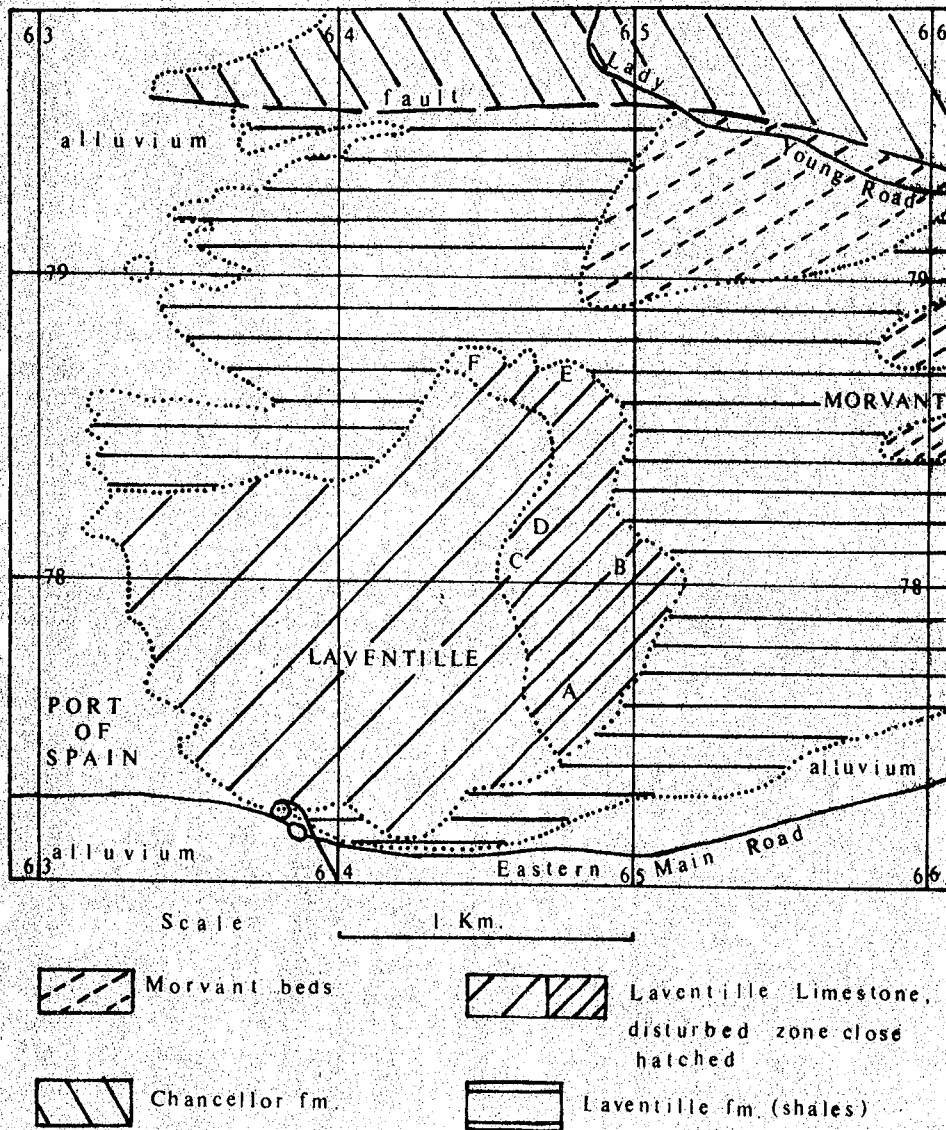 63
64
65
66
Lady
Young Road
fault
alluvium
79
79
F
E
MORVANT
D
C
B
78
78
LAVENTILLE
A
PORT
OF
SPAIN
alluvium
alluvium
Eastern Main Road
63
64
65
66
Scale
1 Km.
Morvant beds
Laventille Limestone,
disturbed zone close
hatched
Chancellor fm.
Laventille fm. (shales)